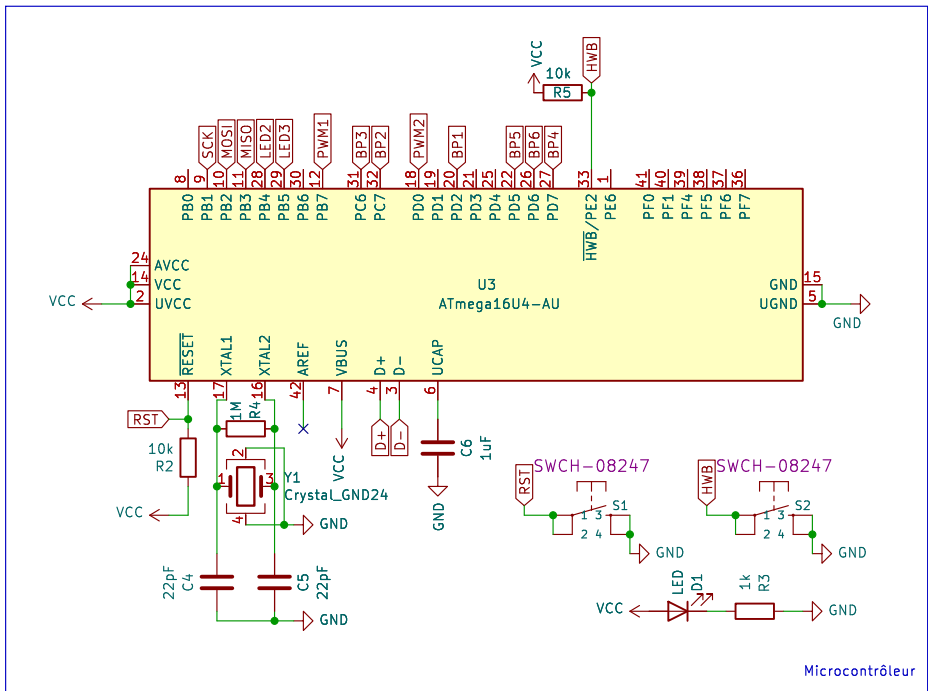 VCC
HWB
10k
R5
SCK
MOSI
MISO
LED2
LED3
PWM1
BP3
BP2
PWM2
BP1
BP5
BP6
BP4
8 9 10 11 28 29 30 12 31 32 18 19 20 21 25 22 26 27 33 1 41 40 39 38 37 36
PB0 PB1 PB2 PB3 PB4 PB5 PB6 PB7 PC6 PC7 PD0 PD1 PD2 PD3 PD4 PD5 PD6 PD7 HWB/PE2 PE6 PF0 PF1 PF4 PF5 PF6 PF7
24 AVCC
14 VCC
2 UVCC
VCC
U3
ATmega16U4-AU
GND 15
UGND 5
GND
RESET XTAL1 XTAL2 AREF VBUS D+ D- UCAP
13 17 16 42 7 4 3 6
RST
10k
R2
VCC
1M
R4
VCC
D+
D-
C6
1uF
GND
2
1 3
4
Y1
Crystal_GND24
GND
22pF
C4
C5
22pF
GND
SWCH-08247
RST
S1
1 3
2 4
GND
SWCH-08247
HWB
S2
1 3
2 4
GND
VCC
LED
D1
1k
R3
GND
Microcontrôleur